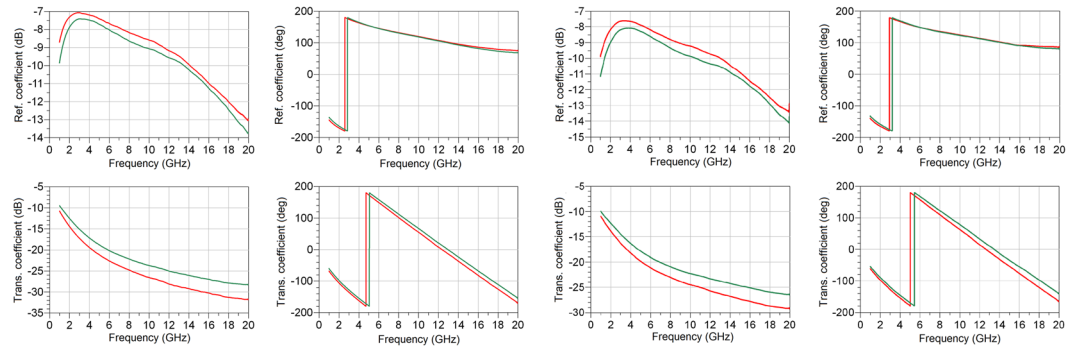 Ref. coefficient (dB)
-7
-8
-9
-10
-11
-12
-13
-14
0 2 4 6 8 10 12 14 16 18 20
Frequency (GHz)
Ref. coefficient (deg)
200
100
0
-100
-200
0 2 4 6 8 10 12 14 16 18 20
Frequency (GHz)
Ref. coefficient (dB)
-7
-8
-9
-10
-11
-12
-13
-14
-15
0 2 4 6 8 10 12 14 16 18 20
Frequency (GHz)
Ref. coefficient (deg)
200
100
0
-100
-200
0 2 4 6 8 10 12 14 16 18 20
Frequency (GHz)
Trans. coefficient (dB)
-5
-10
-15
-20
-25
-30
-35
0 2 4 6 8 10 12 14 16 18 20
Frequency (GHz)
Trans. coefficient (deg)
200
100
0
-100
-200
0 2 4 6 8 10 12 14 16 18 20
Frequency (GHz)
Trans. coefficient (dB)
-5
-10
-15
-20
-25
-30
0 2 4 6 8 10 12 14 16 18 20
Frequency (GHz)
Trans. coefficient (deg)
200
100
0
-100
-200
0 2 4 6 8 10 12 14 16 18 20
Frequency (GHz)